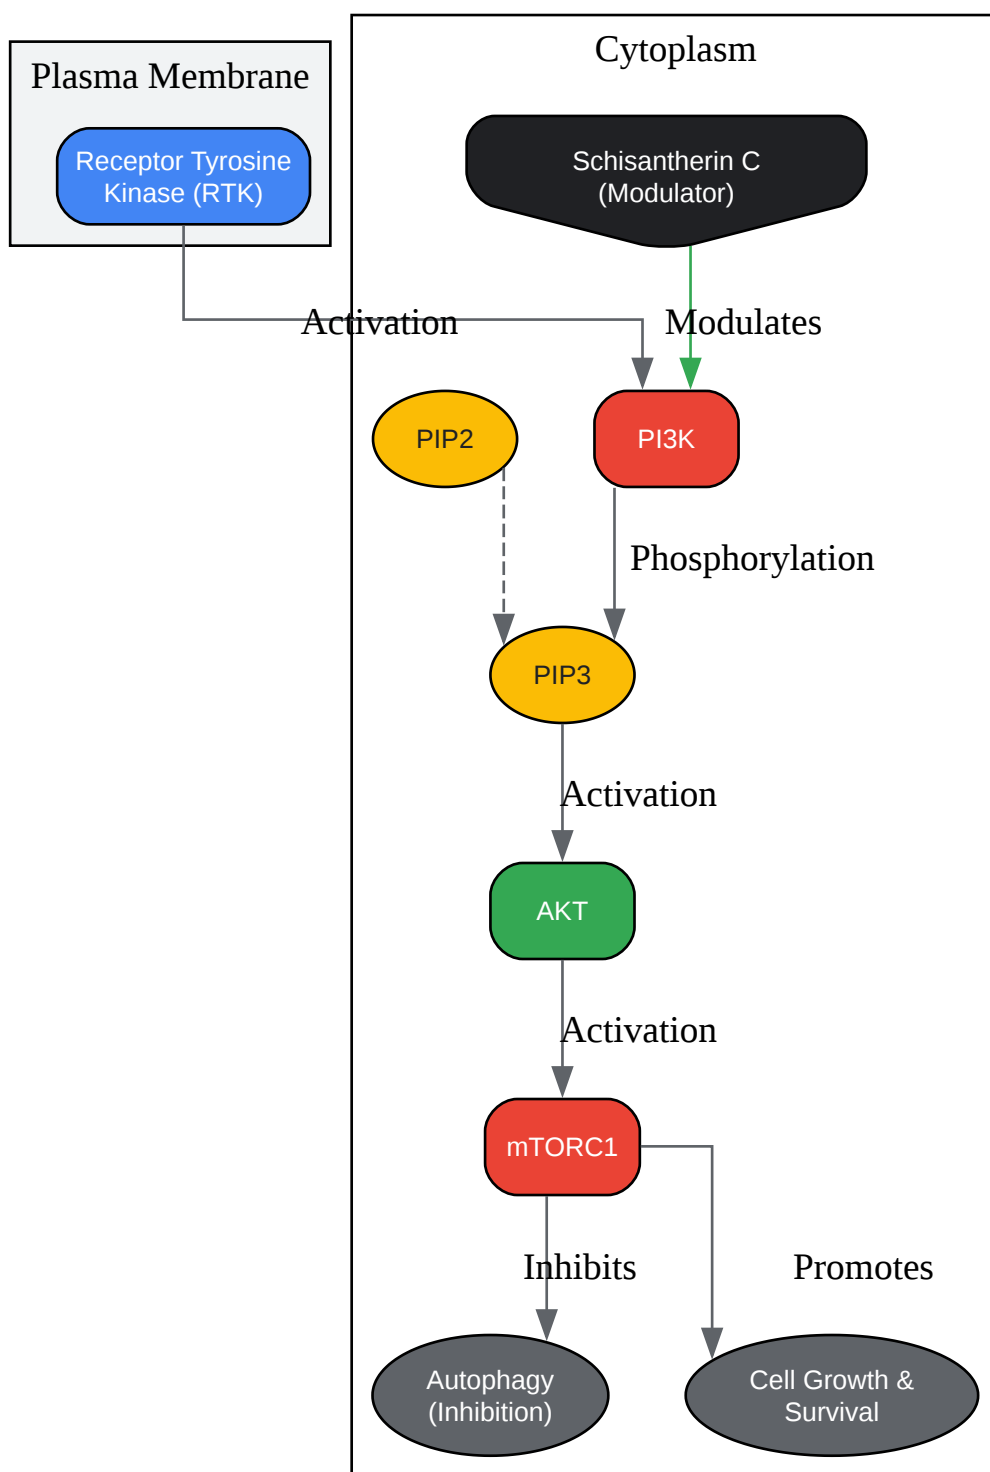 Plasma Membrane
Receptor Tyrosine
Kinase (RTK)
Cytoplasm
Schisantherin C
(Modulator)
Activation
Modulates
PIP2
PI3K
Phosphorylation
PIP3
Activation
AKT
Activation
mTORC1
Inhibits
Promotes
Autophagy
(Inhibition)
Cell Growth &
Survival